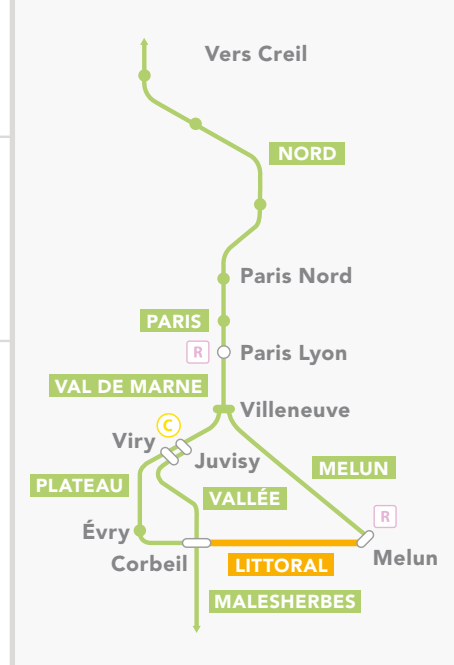 Vers Creil
NORD
Paris Nord
PARIS
R
Paris Lyon
VAL DE MARNE
Villeneuve
C
Viry
Juvisy
MELUN
PLATEAU
VALLÉE
R
Évry
Corbeil
LITTORAL
Melun
MALESHERBES